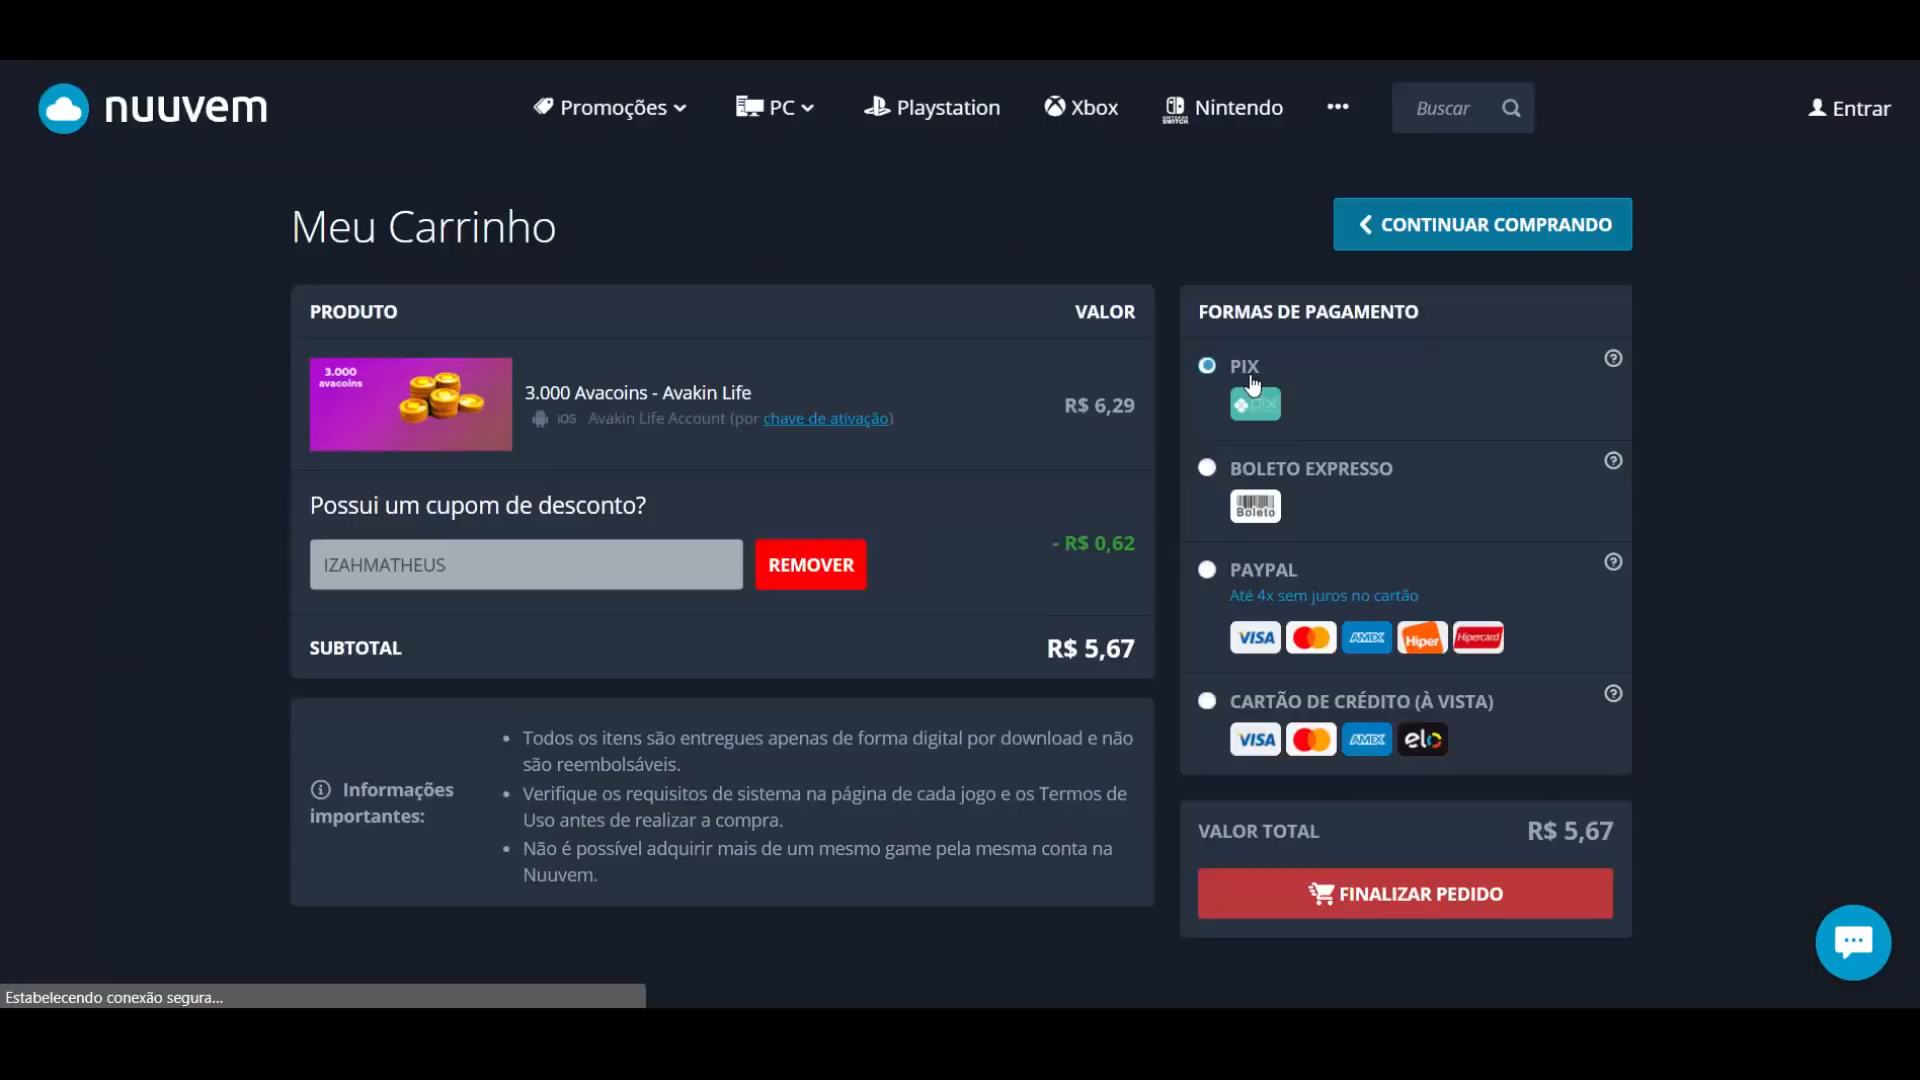 nuuvem
Promoções
PC
Playstation
Xbox
Nintendo
Buscar
Entrar
Meu Carrinho
CONTINUAR COMPRANDO
PRODUTO
VALOR
3.000
avacoins
3.000 Avacoins - Avakin Life
iOS Avakin Life Account (por chave de ativação)
R$ 6,29
Possui um cupom de desconto?
IZAHMATHEUS
REMOVER
- R$ 0,62
SUBTOTAL
R$ 5,67
Informações
importantes:
• Todos os itens são entregues apenas de forma digital por download e não
são reembolsáveis.
• Verifique os requisitos de sistema na página de cada jogo e os Termos de
Uso antes de realizar a compra.
• Não é possível adquirir mais de um mesmo game pela mesma conta na
Nuuvem.
FORMAS DE PAGAMENTO
PIX
pix
BOLETO EXPRESSO
Boleto
PAYPAL
Até 4x sem juros no cartão
VISA AMEX Hiper Hipercard
CARTÃO DE CRÉDITO (À VISTA)
VISA AMEX elo
VALOR TOTAL
R$ 5,67
FINALIZAR PEDIDO
Estabelecendo conexão segura...